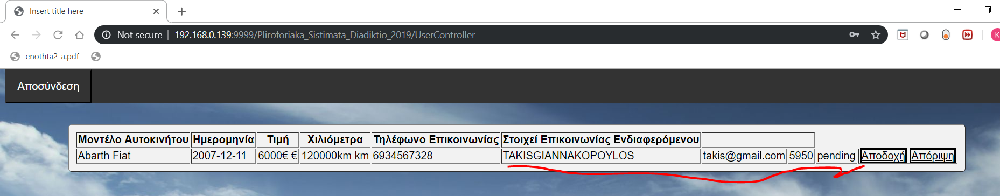 Insert title here
Not secure 192.168.0.139:9999/Pliroforiaka_Sistimata_Diadiktio_2019/UserController K
enothta2_a.pdf
Αποσύνδεση
Μοντέλο Αυτοκινήτου Ημερομηνία Τιμή Χιλιόμετρα Τηλέφωνο Επικοινωνίας Στοιχεί Επικοινωνίας Ενδιαφερόμενου
Abarth Fiat 2007-12-11 6000€ € 120000km km 6934567328 TAKISGIANNAKOPOYLOS takis@gmail.com 5950 pending Αποδοχή Απόριψη